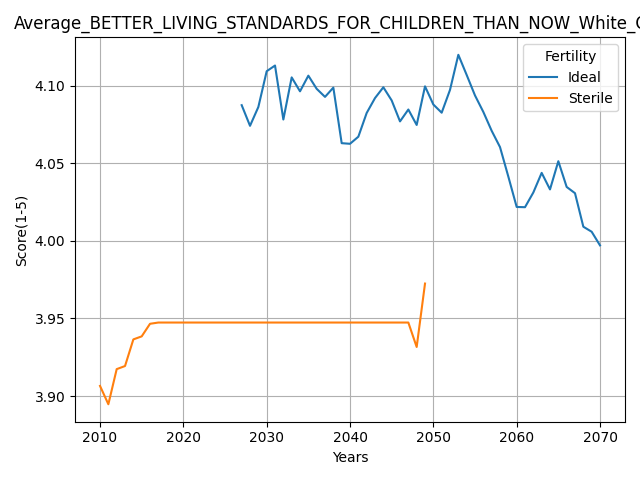 Average_BETTER_LIVING_STANDARDS_FOR_CHILDREN_THAN_NOW_White_
Fertility
Ideal
Sterile
Score(1-5)
4.10
4.05
4.00
3.95
3.90
2010 2020 2030 2040 2050 2060 2070
Years